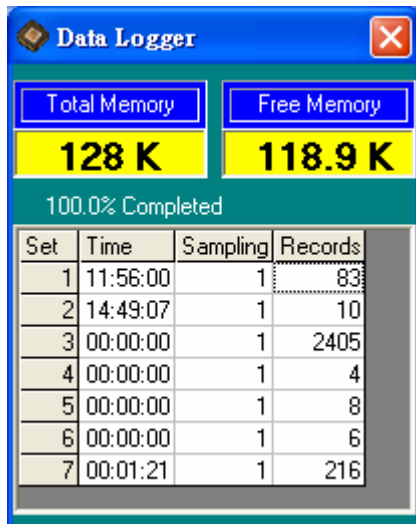 Data Logger
Total Memory Free Memory
128 K 118.9 K
100.0% Completed
Set Time Sampling Records
1 11:56:00 1 83
2 14:49:07 1 10
3 00:00:00 1 2405
4 00:00:00 1 4
5 00:00:00 1 8
6 00:00:00 1 6
7 00:01:21 1 216